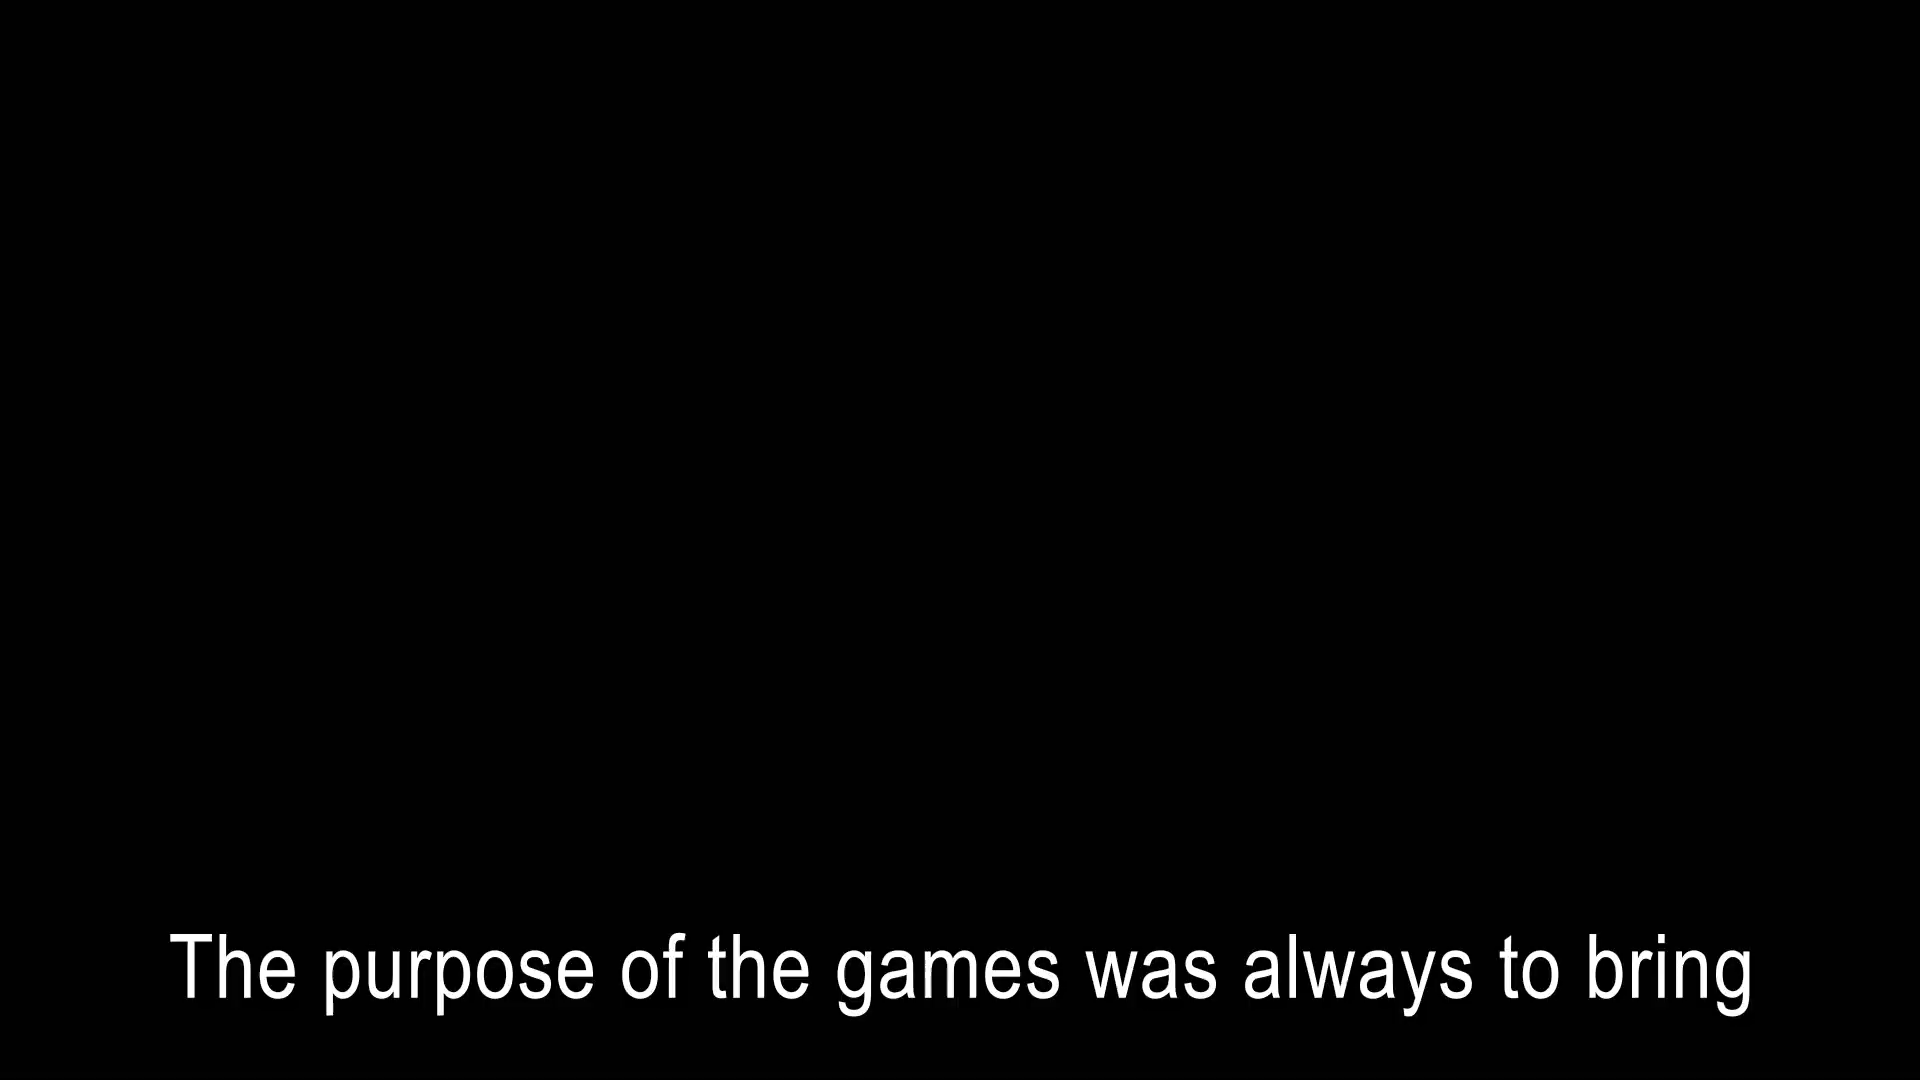 The purpose of the games was always to bring